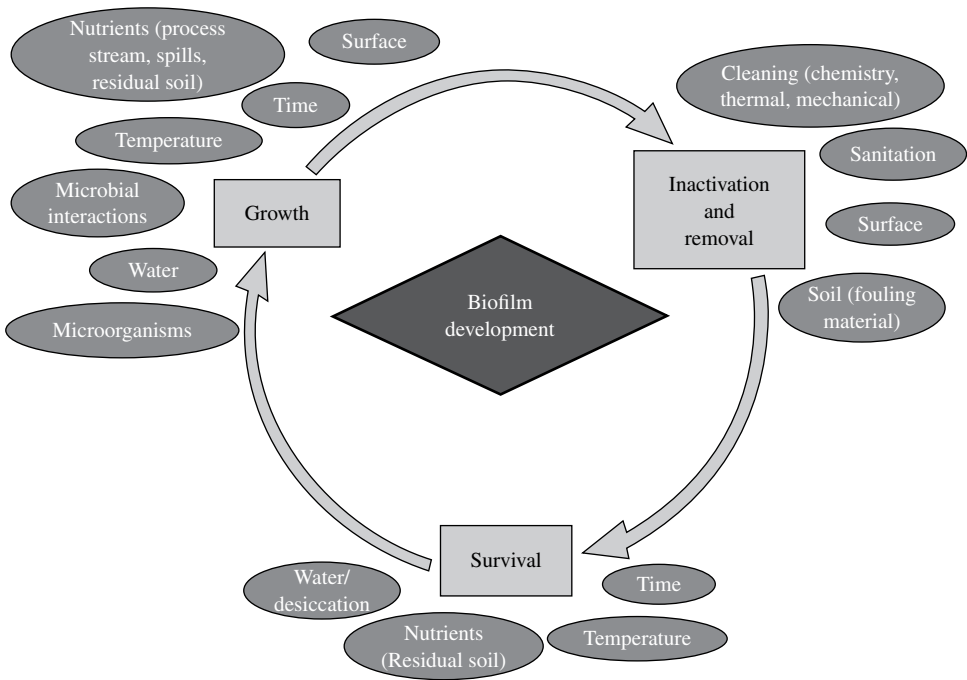 Nutrients (process
stream, spills,
residual soil)
Surface
Time
Temperature
Microbial
interactions
Water
Microorganisms
Growth
Cleaning (chemistry,
thermal, mechanical)
Sanitation
Inactivation
and
removal
Surface
Soil (fouling
material)
Biofilm
development
Survival
Water/
desiccation
Nutrients
(Residual soil)
Time
Temperature